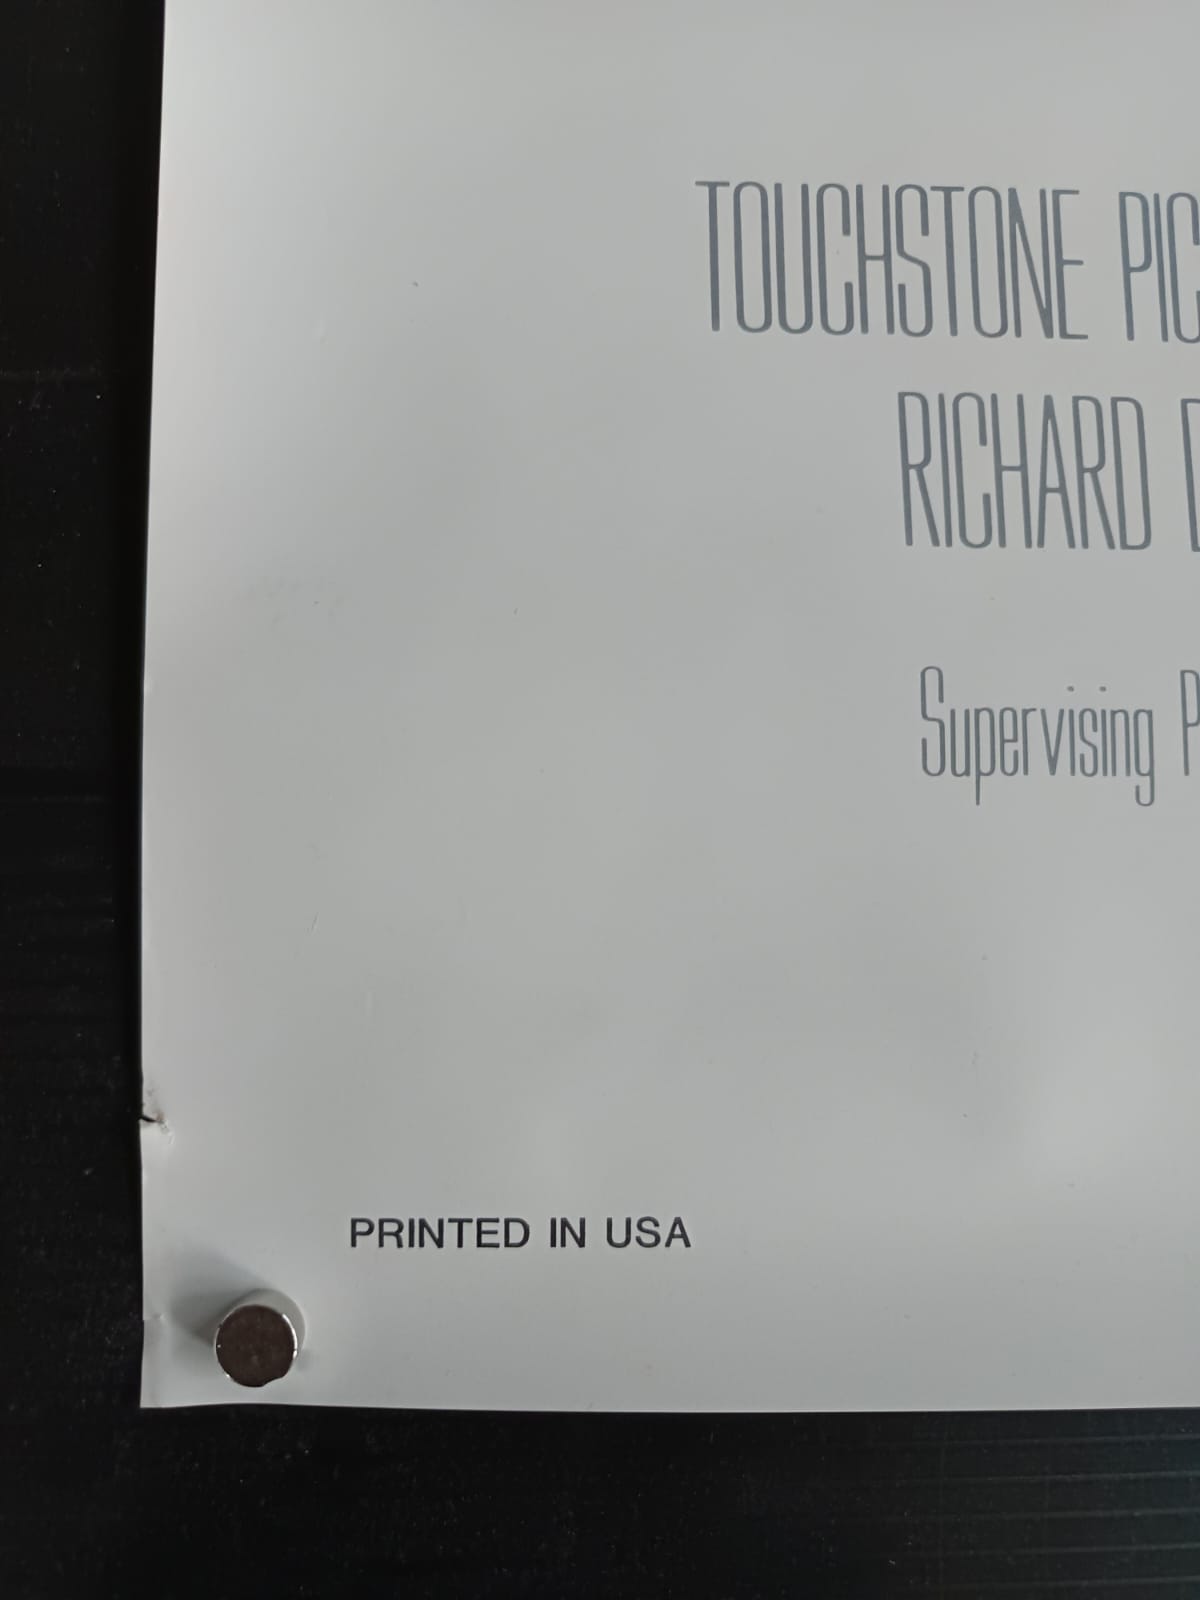 TOUCHSTONE PIC
RICHARD D
Supervising P
PRINTED IN USA